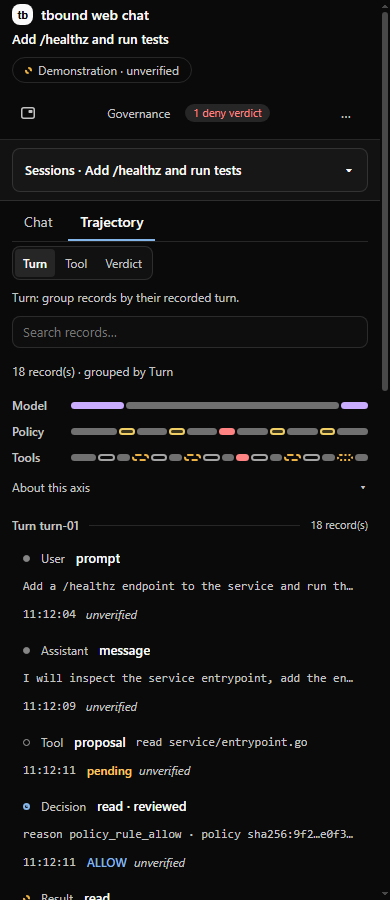 tb tbound web chat
Add /healthz and run tests
Demonstration · unverified
Governance 1 deny verdict ...
Sessions · Add /healthz and run tests
Chat Trajectory
Turn Tool Verdict
Turn: group records by their recorded turn.
Search records...
18 record(s) · grouped by Turn
Model
Policy
Tools
About this axis
Turn turn-01 18 record(s)
User prompt
Add a /healthz endpoint to the service and run th…
11:12:04 unverified
Assistant message
I will inspect the service entrypoint, add the en…
11:12:09 unverified
Tool proposal read service/entrypoint.go
11:12:11 pending unverified
Decision read · reviewed
reason policy_rule_allow · policy sha256:9f2…e0f3…
11:12:11 ALLOW unverified
Result read